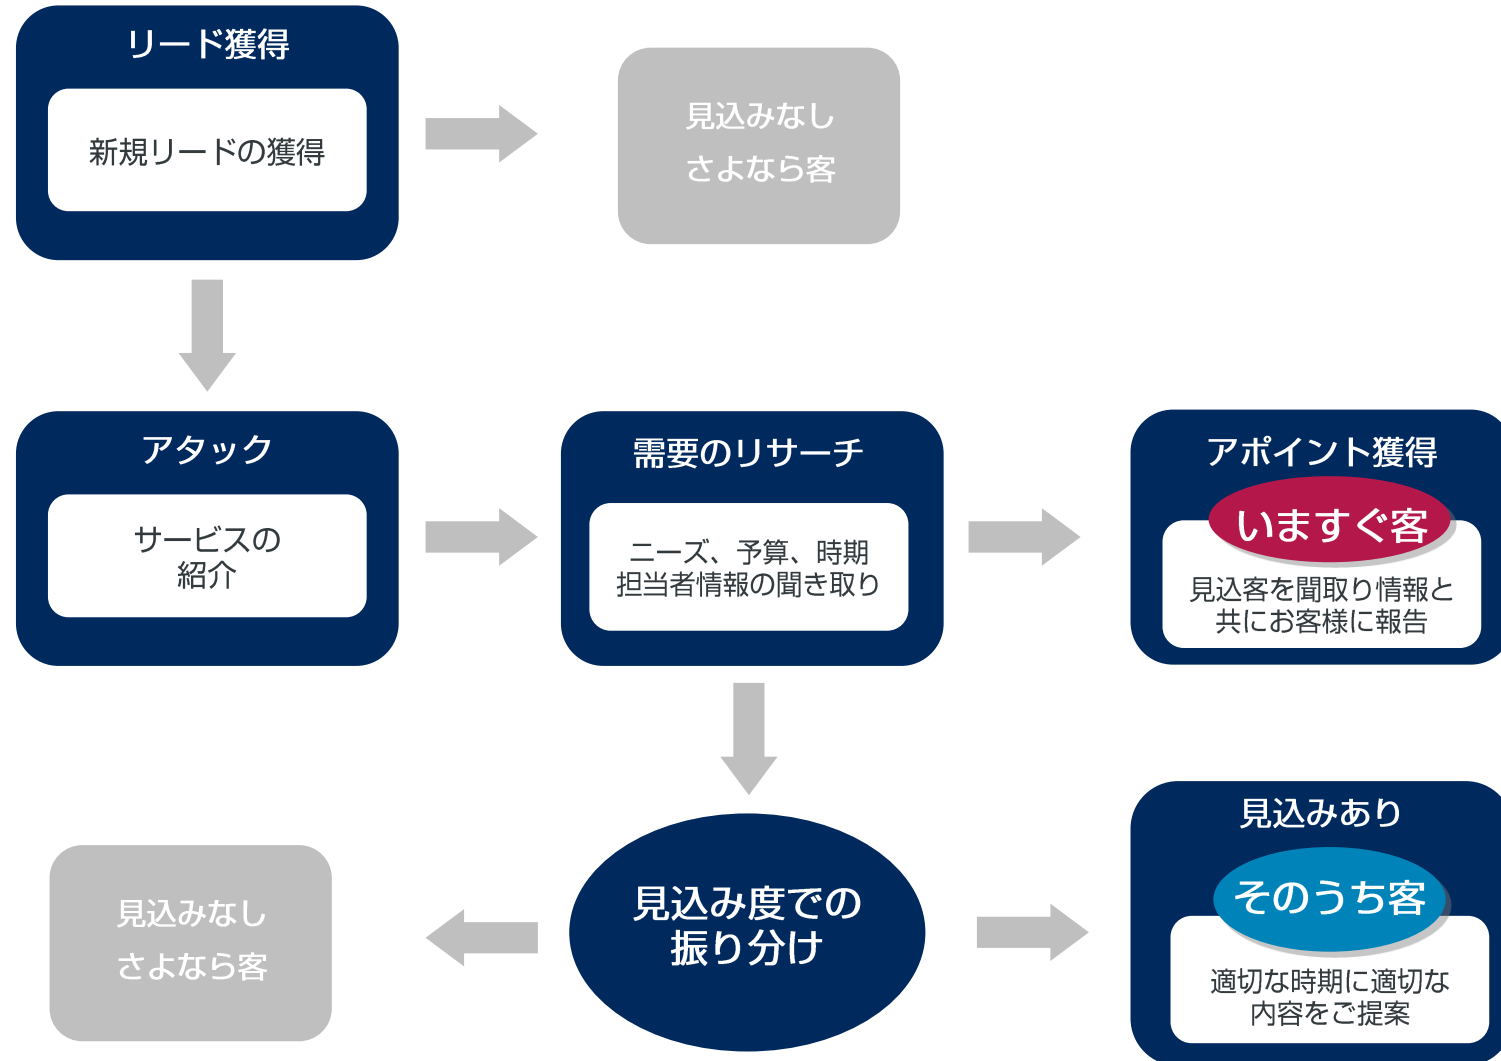 リード獲得
新規リードの獲得
見込みなし
さよなら客
アタック
サービスの
紹介
需要のリサーチ
ニーズ、予算、時期
担当者情報の聞き取り
アポイント獲得
いますぐ客
見込客を聞取り情報と
共にお客様に報告
見込みなし
さよなら客
見込み度での
振り分け
見込みあり
そのうち客
適切な時期に適切な
内容をご提案